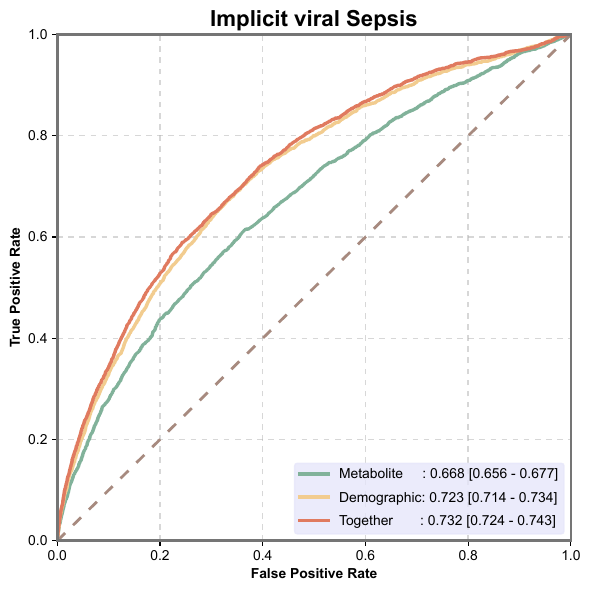 Implicit viral Sepsis
True Positive Rate
1.0
0.8
0.6
0.4
0.2
0.0
Metabolite : 0.668 [0.656 - 0.677]
Demographic: 0.723 [0.714 - 0.734]
Together : 0.732 [0.724 - 0.743]
0.0 0.2 0.4 0.6 0.8 1.0
False Positive Rate